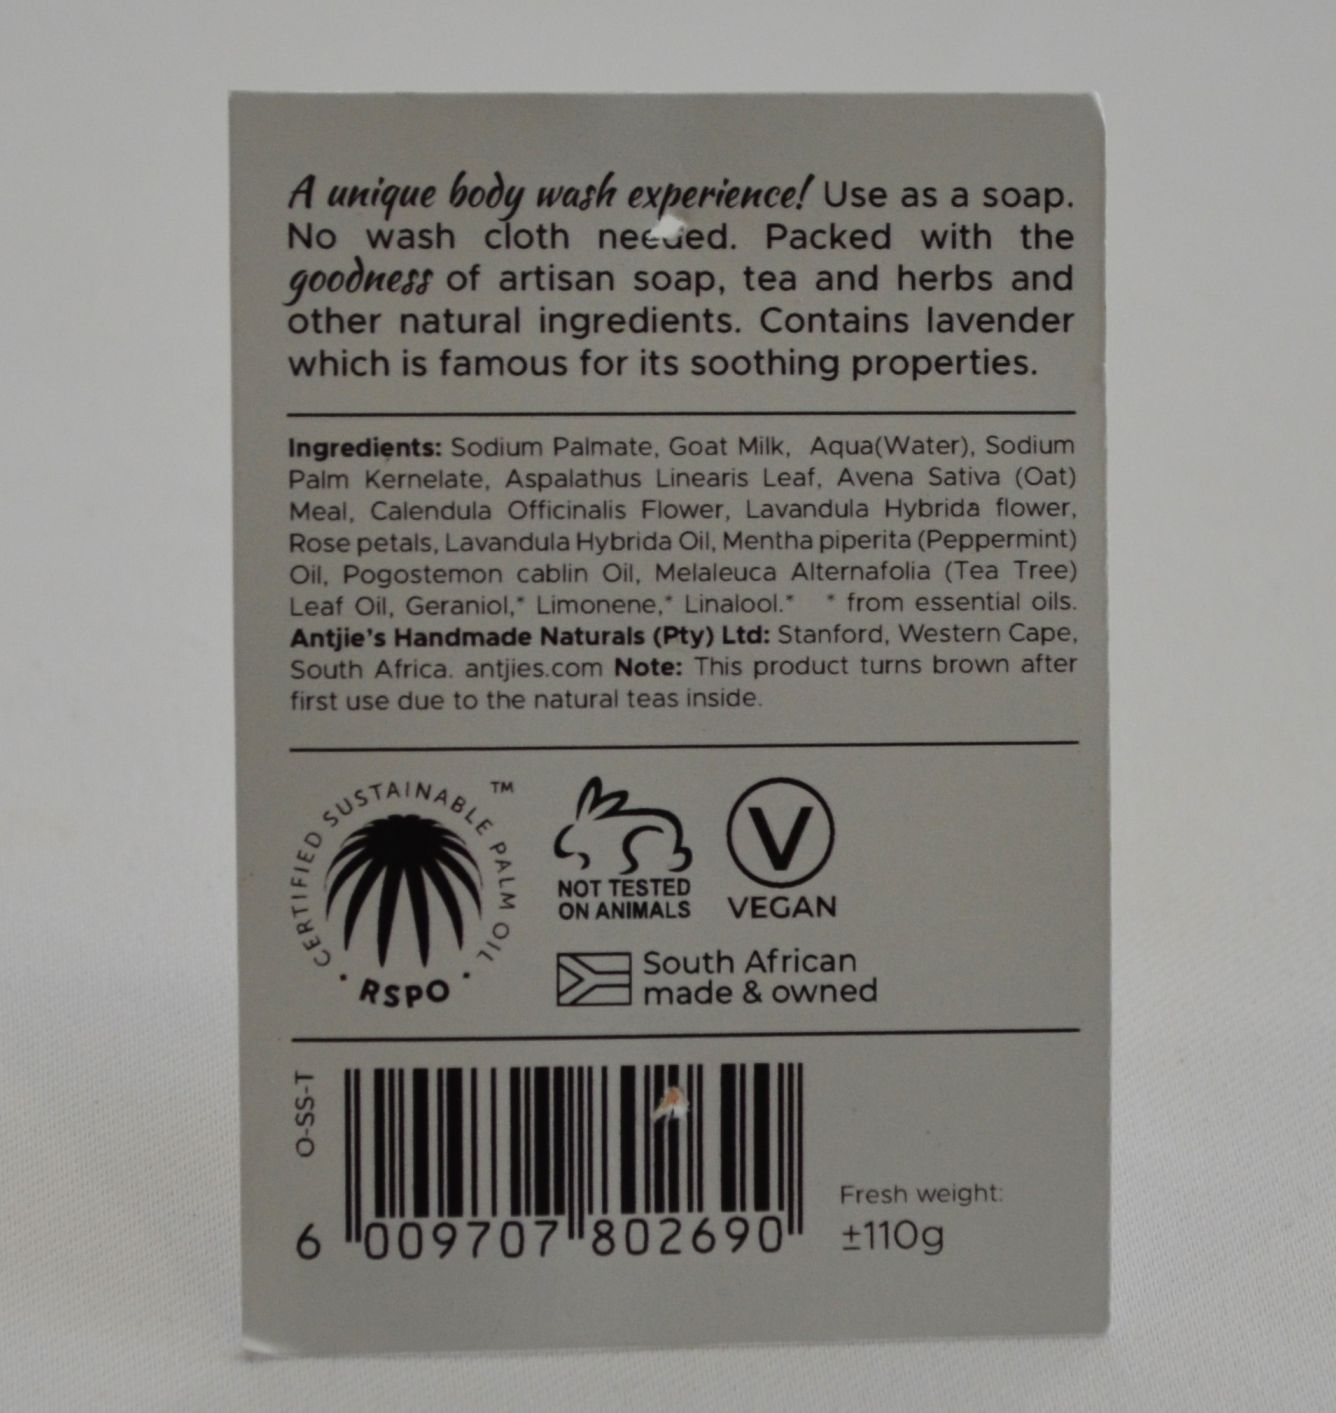 A unique body wash experience! Use as a soap.
No wash cloth needed. Packed with the
goodness of artisan soap, tea and herbs and
other natural ingredients. Contains lavender
which is famous for its soothing properties.
Ingredients: Sodium Palmate, Goat Milk, Aqua(Water), Sodium
Palm Kernelate, Aspalathus Linearis Leaf, Avena Sativa (Oat)
Meal, Calendula Officinalis Flower, Lavandula Hybrida flower,
Rose petals, Lavandula Hybrida Oil, Mentha piperita (Peppermint)
Oil, Pogostemon cablin Oil, Melaleuca Alternafolia (Tea Tree)
Leaf Oil, Geraniol,* Limonene,* Linalool.* * from essential oils.
Antjie's Handmade Naturals (Pty) Ltd: Stanford, Western Cape,
South Africa. antjies.com Note: This product turns brown after
first use due to the natural teas inside.
CERTIFIED SUSTAINABLE PALM OIL ™
· RSPO ·
NOT TESTED
ON ANIMALS
V
VEGAN
South African
made & owned
O-SS-T
6 009707 802690
Fresh weight:
±110g